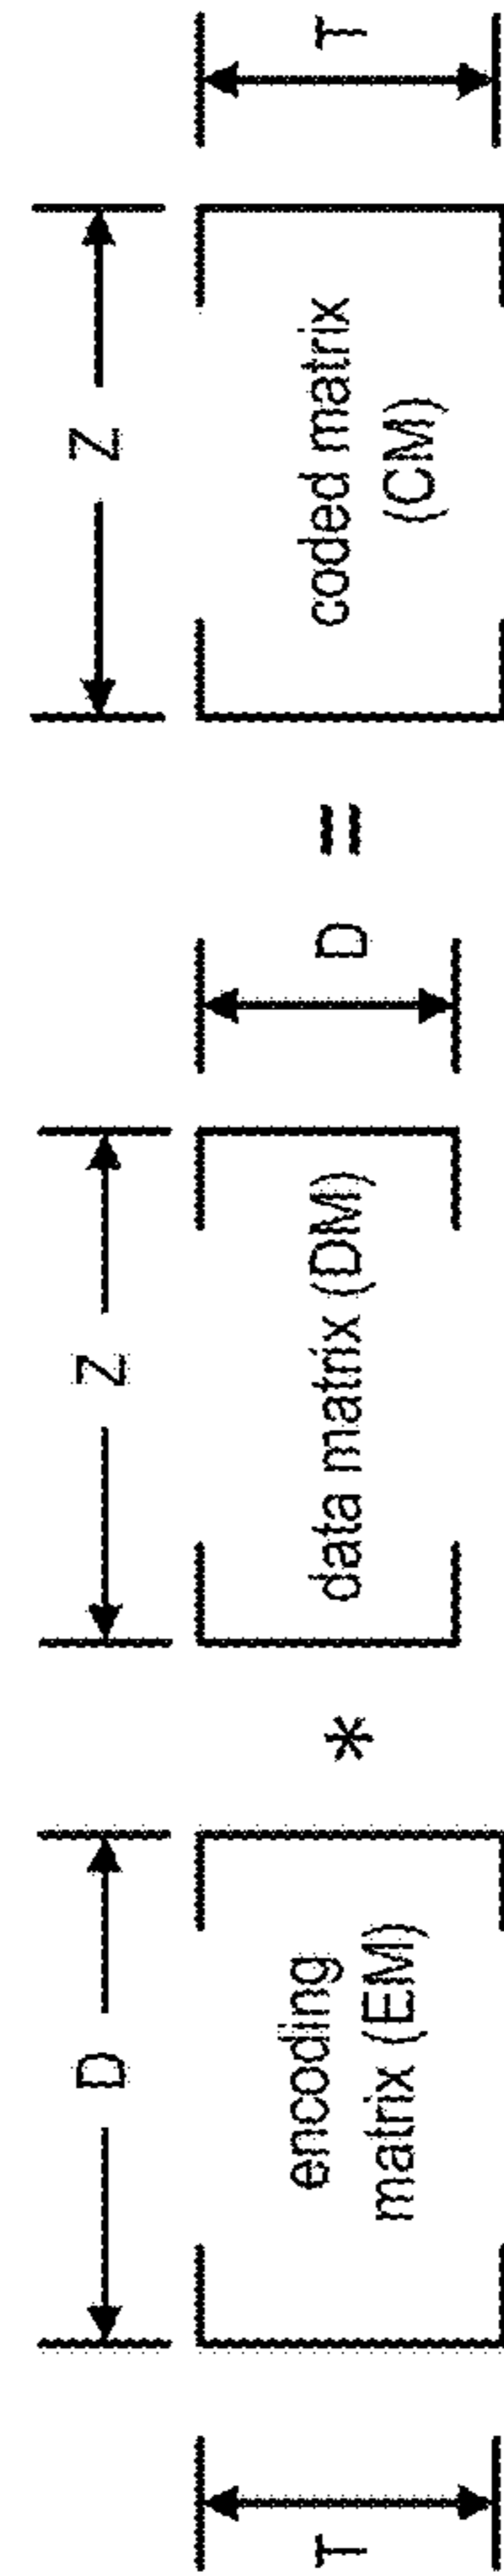 D
Z
Z
T
encoding
matrix (EM)
*
data matrix (DM)
D
=
coded matrix
(CM)
T